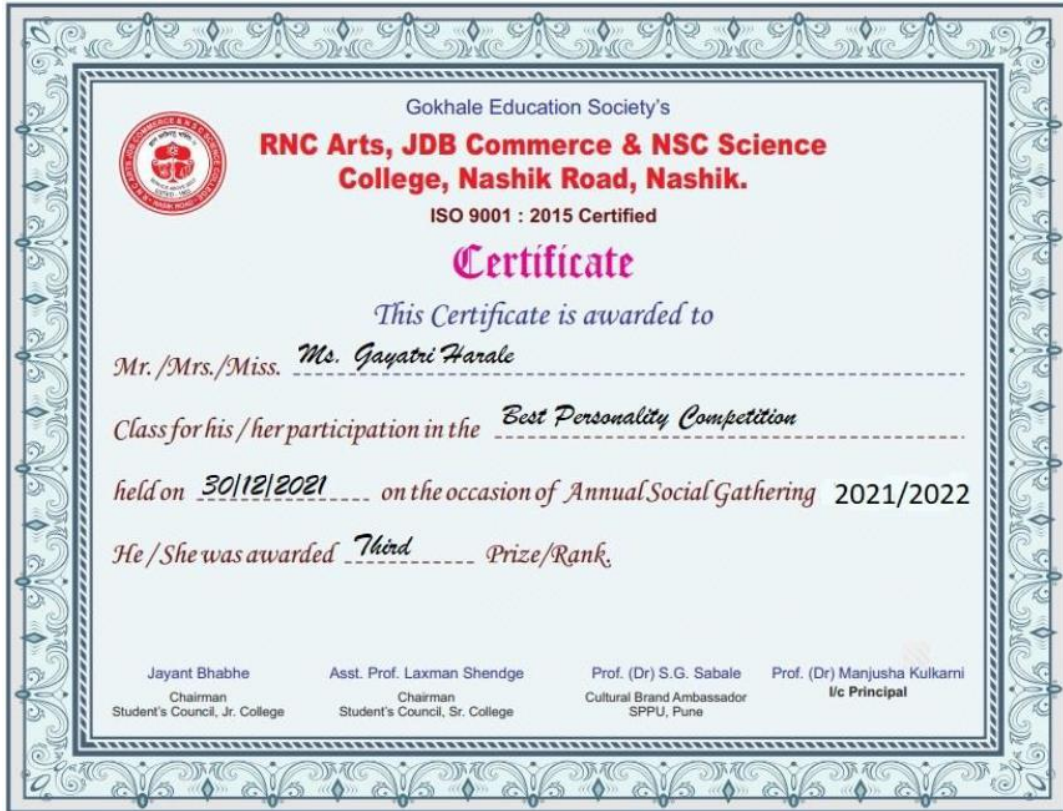 Gokhale Education Society's
RNC Arts, JDB Commerce & NSC Science
College, Nashik Road, Nashik.
ISO 9001 : 2015 Certified
Certificate
This Certificate is awarded to
Mr. /Mrs./Miss. Ms. Gayatri Harale
Class for his / her participation in the Best Personality Competition
held on 30/12/2021 on the occasion of Annual Social Gathering 2021/2022
He / She was awarded Third Prize/Rank.
Jayant Bhabhe Asst. Prof. Laxman Shendge Prof. (Dr) S.G. Sabale Prof. (Dr) Manjusha Kulkarni
Chairman Chairman Cultural Brand Ambassador I/c Principal
Student's Council, Jr. College Student's Council, Sr. College SPPU, Pune